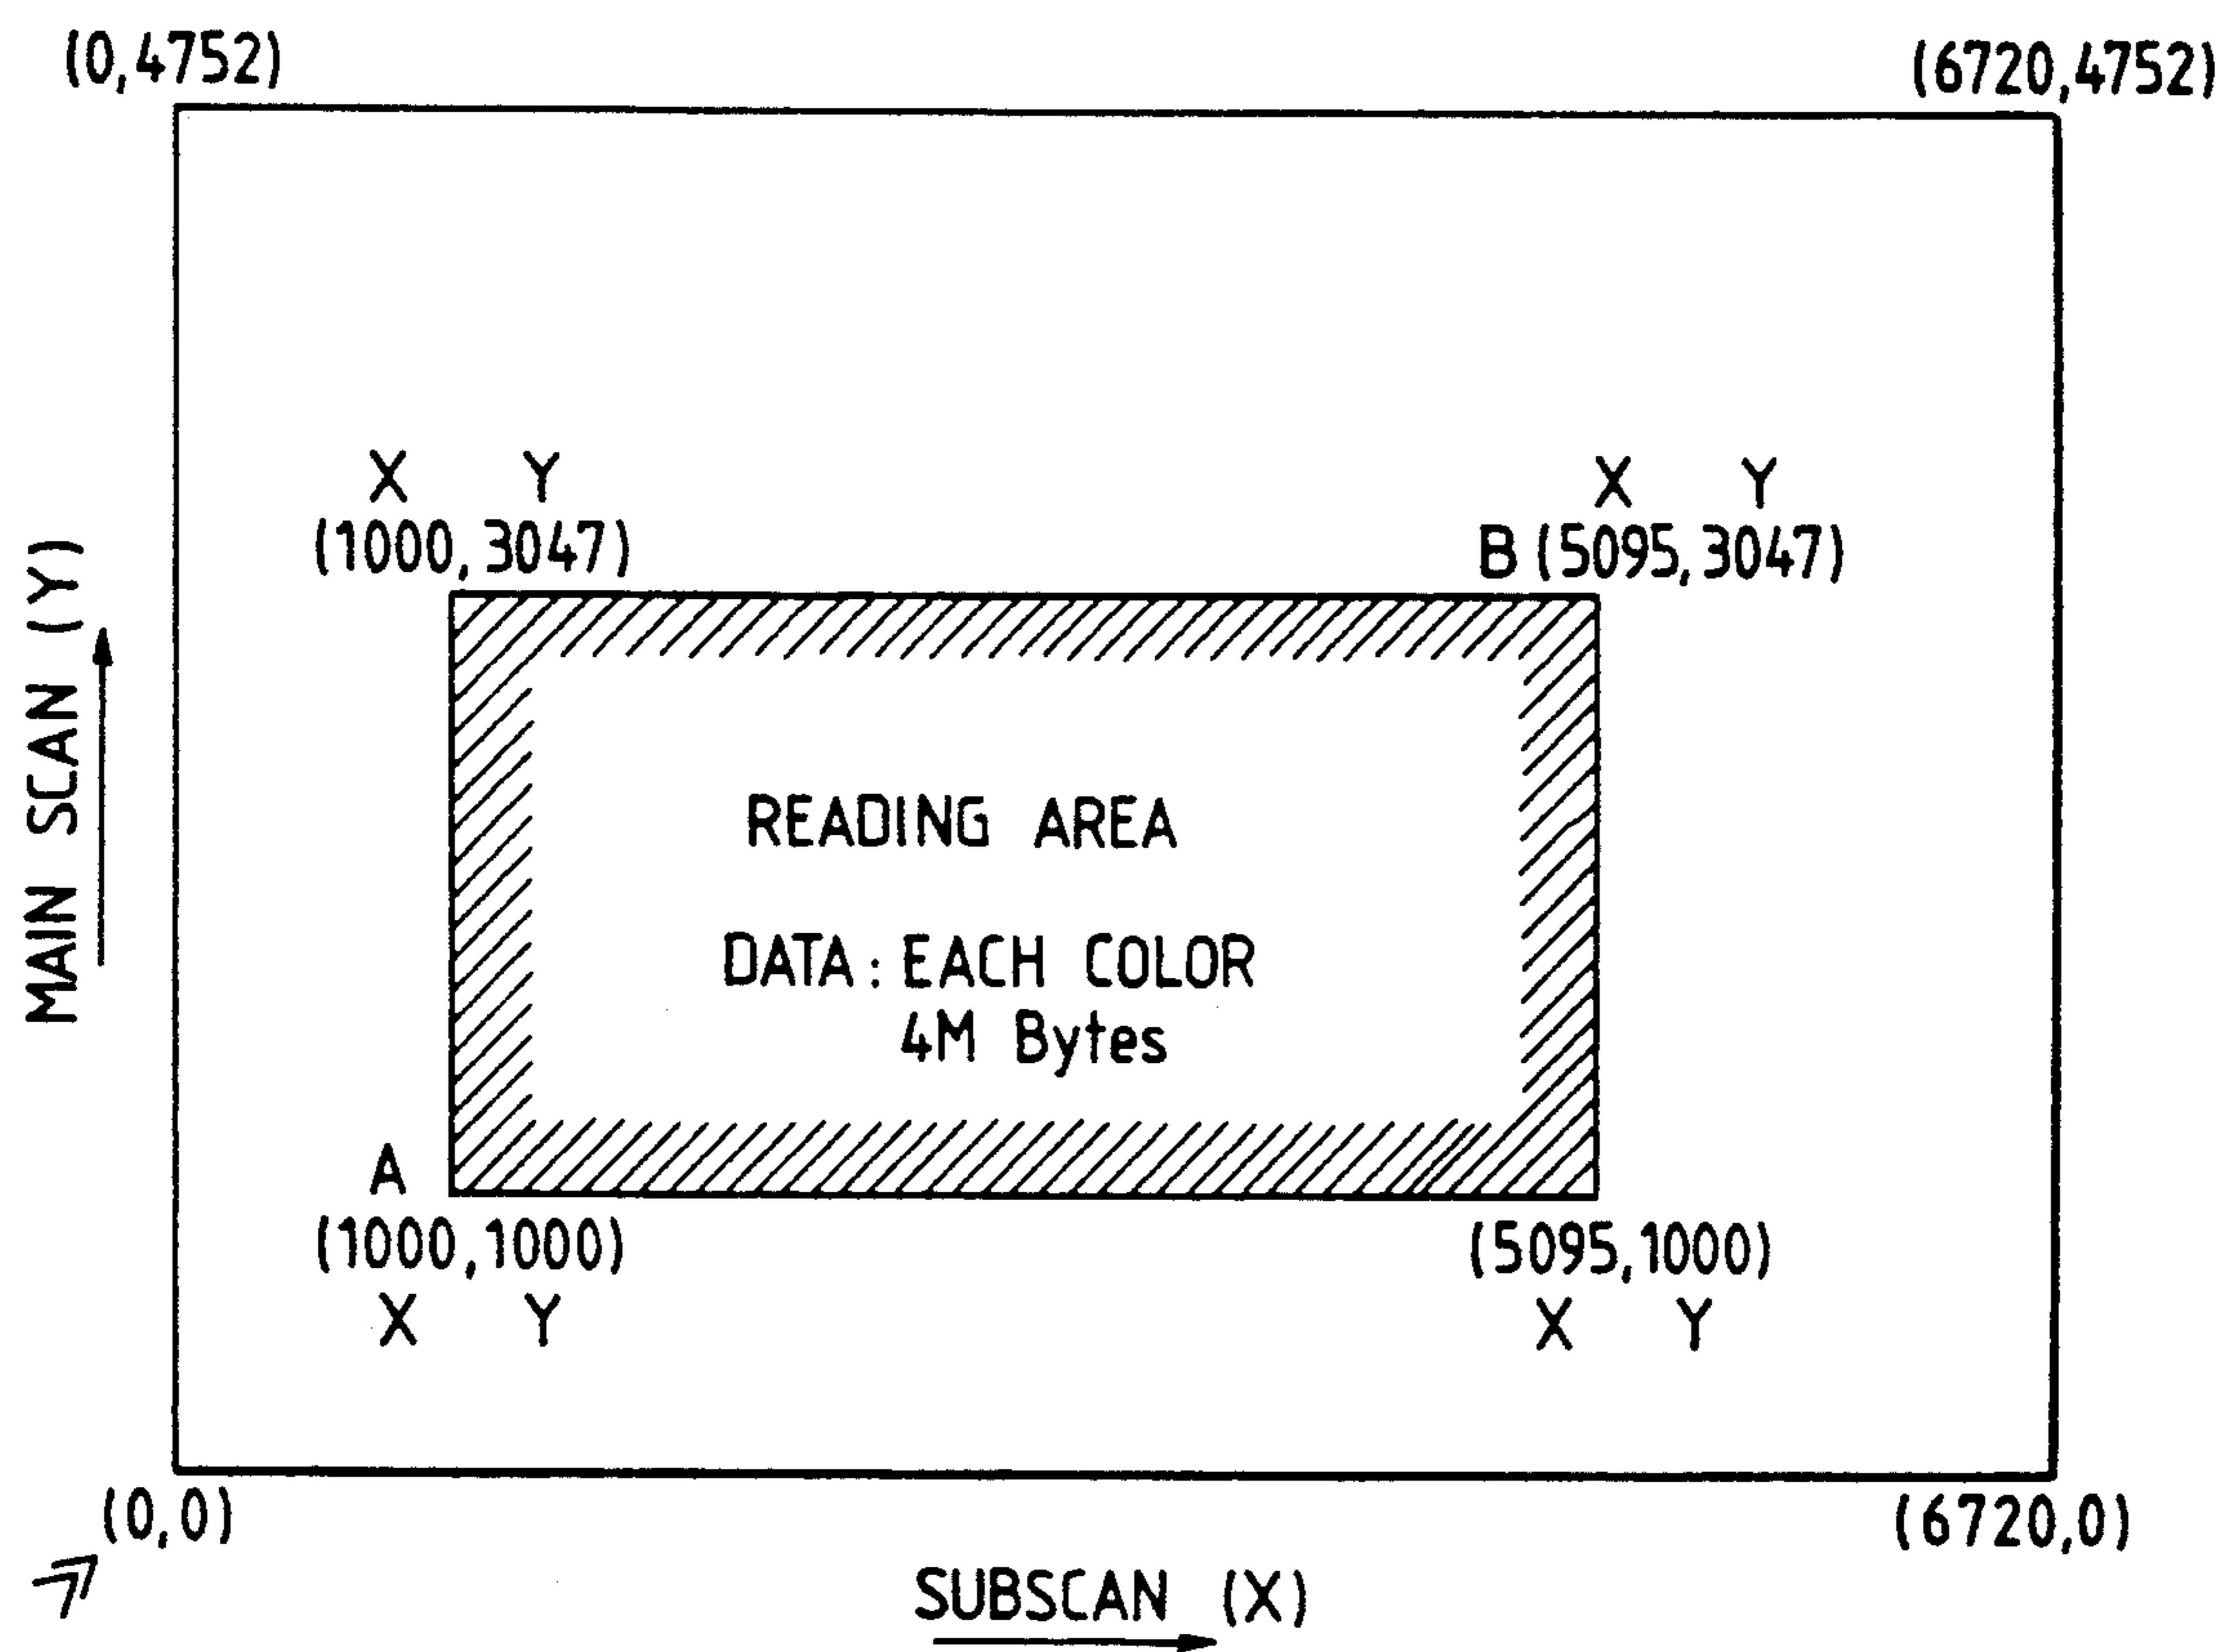 (0,4752)
(6720,4752)
X Y
(1000,3047)
X Y
B (5095,3047)
MAIN SCAN (Y)
READING AREA
DATA: EACH COLOR
4M Bytes
A
(1000,1000)
X Y
(5095,1000)
X Y
(0,0)
(6720,0)
SUBSCAN (X)